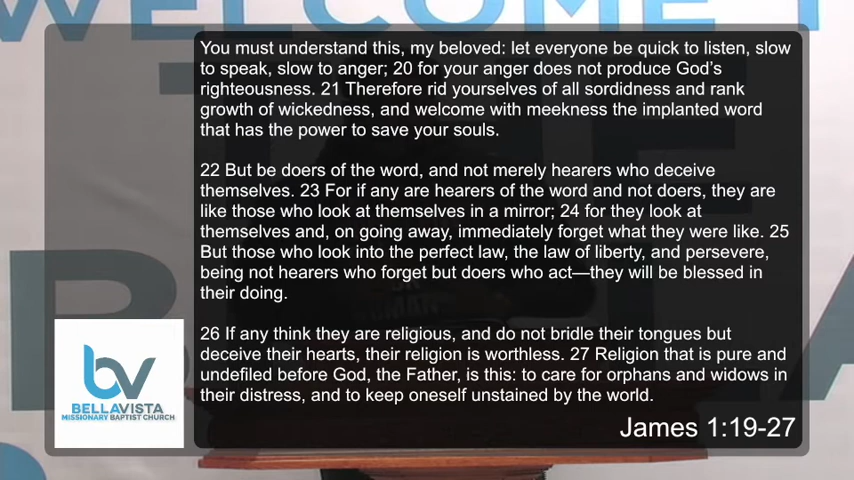 WELCOME T
You must understand this, my beloved: let everyone be quick to listen, slow
to speak, slow to anger; 20 for your anger does not produce God's
righteousness. 21 Therefore rid yourselves of all sordidness and rank
growth of wickedness, and welcome with meekness the implanted word
that has the power to save your souls.
22 But be doers of the word, and not merely hearers who deceive
themselves. 23 For if any are hearers of the word and not doers, they are
like those who look at themselves in a mirror; 24 for they look at
themselves and, on going away, immediately forget what they were like. 25
But those who look into the perfect law, the law of liberty, and persevere,
being not hearers who forget but doers who act—they will be blessed in
their doing.
26 If any think they are religious, and do not bridle their tongues but
deceive their hearts, their religion is worthless. 27 Religion that is pure and
undefiled before God, the Father, is this: to care for orphans and widows in
their distress, and to keep oneself unstained by the world.
James 1:19-27
bv
BELLAVISTA
MISSIONARY BAPTIST CHURCH